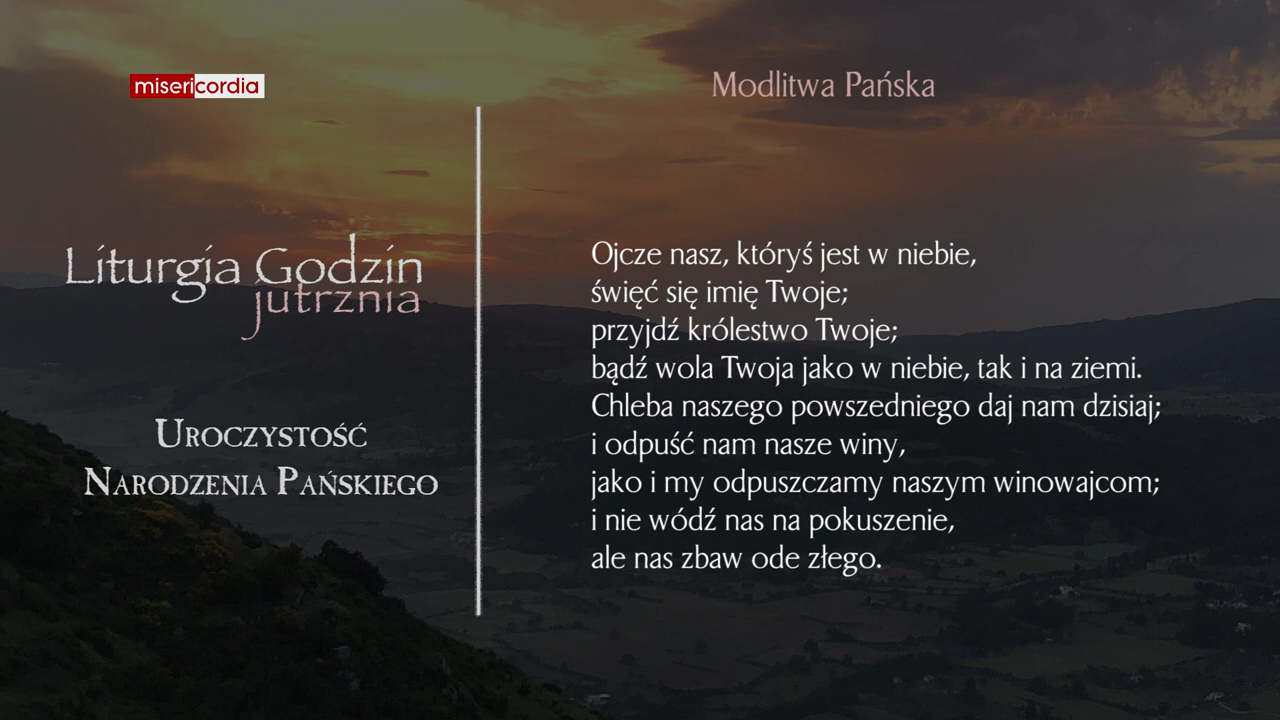 misericordia
Liturgia Godzin
jutrznia
Uroczystość
Narodzenia Pańskiego
Modlitwa Pańska
Ojcze nasz, któryś jest w niebie,
święć się imię Twoje;
przyjdź królestwo Twoje;
bądź wola Twoja jako w niebie, tak i na ziemi.
Chleba naszego powszedniego daj nam dzisiaj;
i odpuść nam nasze winy,
jako i my odpuszczamy naszym winowajcom;
i nie wódź nas na pokuszenie,
ale nas zbaw ode złego.